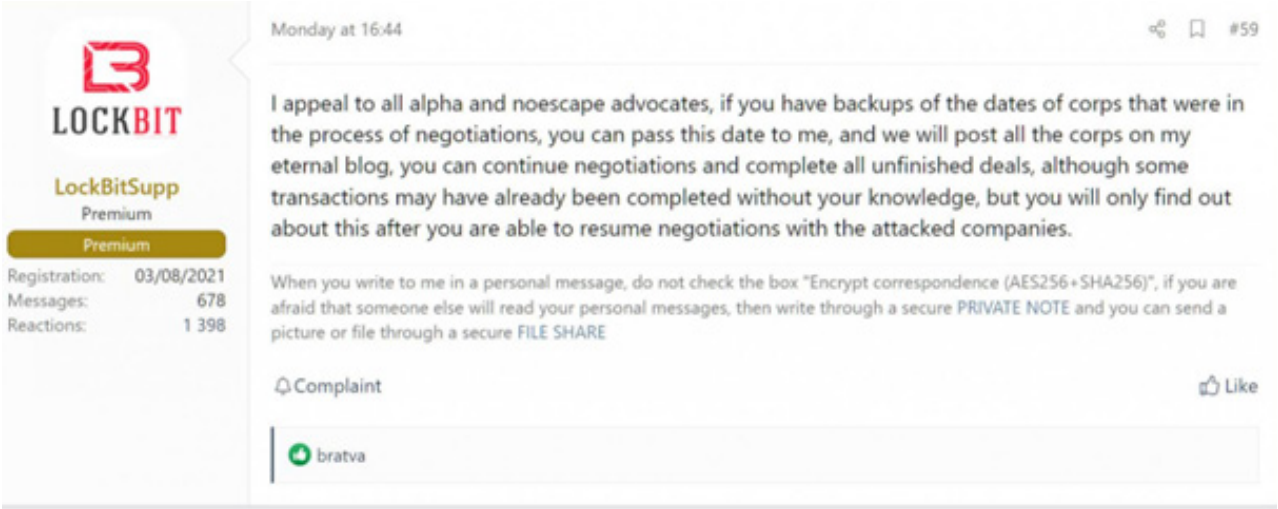 LOCKBIT
LockBitSupp
Premium
Premium
Registration: 03/08/2021
Messages: 678
Reactions: 1 398
Monday at 16:44
#59
I appeal to all alpha and noescape advocates, if you have backups of the dates of corps that were in
the process of negotiations, you can pass this date to me, and we will post all the corps on my
eternal blog, you can continue negotiations and complete all unfinished deals, although some
transactions may have already been completed without your knowledge, but you will only find out
about this after you are able to resume negotiations with the attacked companies.
When you write to me in a personal message, do not check the box "Encrypt correspondence (AES256+SHA256)", if you are
afraid that someone else will read your personal messages, then write through a secure PRIVATE NOTE and you can send a
picture or file through a secure FILE SHARE
Complaint
Like
bratva